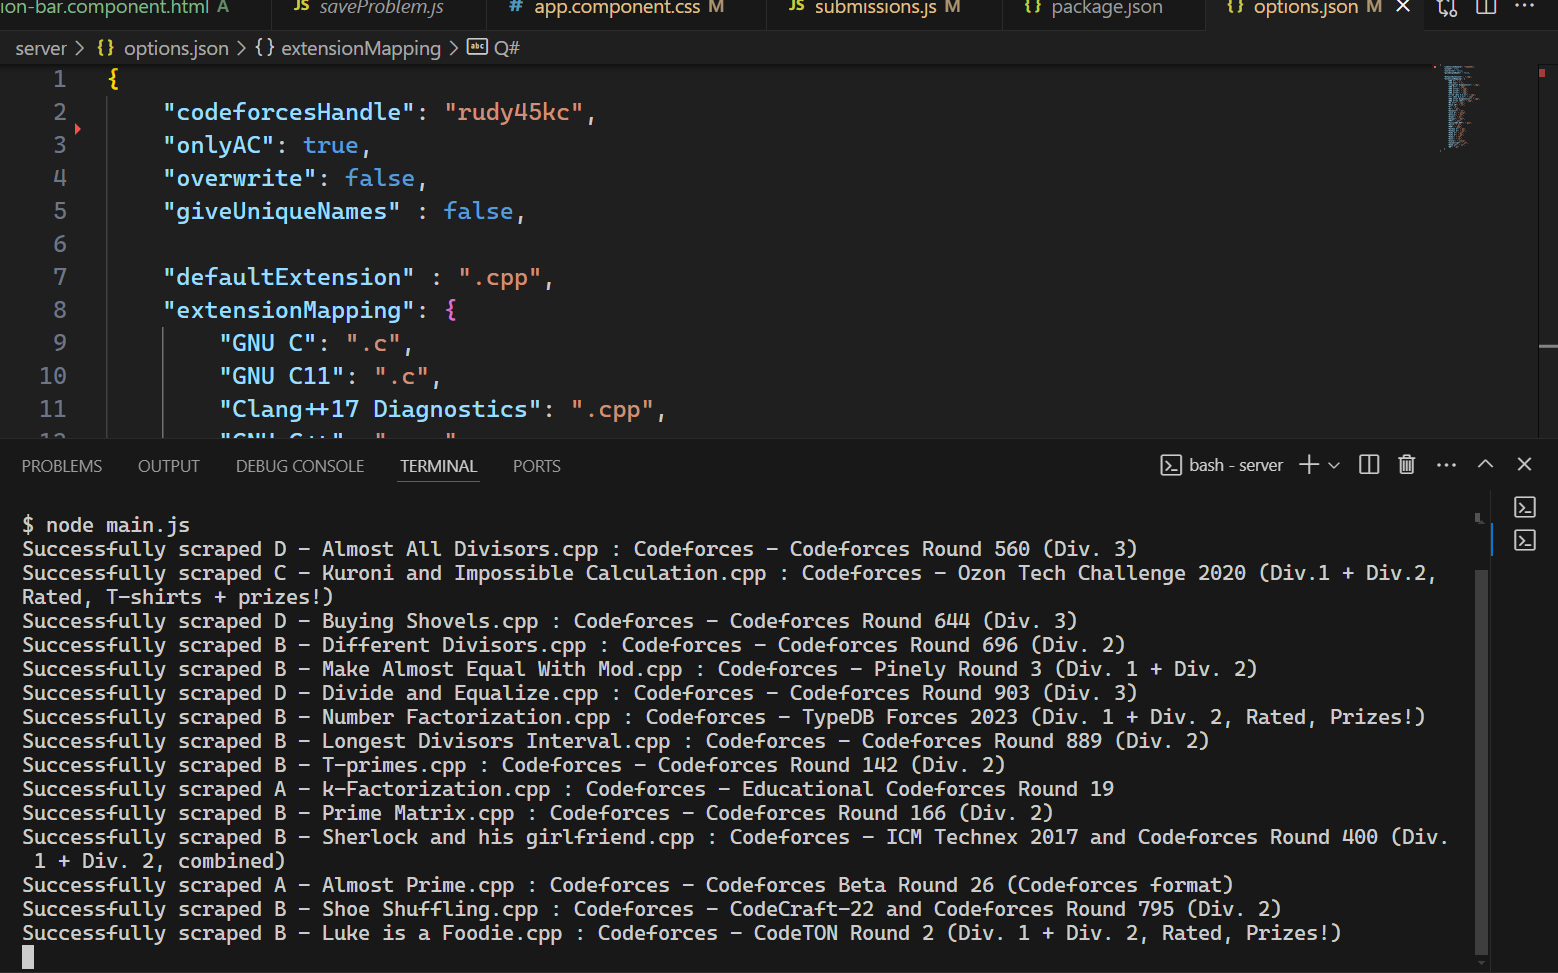 ion-bar.component.html A JS saveProblem.js # app.component.css M JS submissions.js M {} package.json {} options.json M
server > {} options.json > {} extensionMapping > abc Q#
1 {
2 "codeforcesHandle": "rudy45kc",
3 "onlyAC": true,
4 "overwrite": false,
5 "giveUniqueNames" : false,
6
7 "defaultExtension" : ".cpp",
8 "extensionMapping": {
9 "GNU C": ".c",
10 "GNU C11": ".c",
11 "Clang++17 Diagnostics": ".cpp",
PROBLEMS OUTPUT DEBUG CONSOLE TERMINAL PORTS bash - server
$ node main.js
Successfully scraped D - Almost All Divisors.cpp : Codeforces - Codeforces Round 560 (Div. 3)
Successfully scraped C - Kuroni and Impossible Calculation.cpp : Codeforces - Ozon Tech Challenge 2020 (Div.1 + Div.2,
Rated, T-shirts + prizes!)
Successfully scraped D - Buying Shovels.cpp : Codeforces - Codeforces Round 644 (Div. 3)
Successfully scraped B - Different Divisors.cpp : Codeforces - Codeforces Round 696 (Div. 2)
Successfully scraped B - Make Almost Equal With Mod.cpp : Codeforces - Pinely Round 3 (Div. 1 + Div. 2)
Successfully scraped D - Divide and Equalize.cpp : Codeforces - Codeforces Round 903 (Div. 3)
Successfully scraped B - Number Factorization.cpp : Codeforces - TypeDB Forces 2023 (Div. 1 + Div. 2, Rated, Prizes!)
Successfully scraped B - Longest Divisors Interval.cpp : Codeforces - Codeforces Round 889 (Div. 2)
Successfully scraped B - T-primes.cpp : Codeforces - Codeforces Round 142 (Div. 2)
Successfully scraped A - k-Factorization.cpp : Codeforces - Educational Codeforces Round 19
Successfully scraped B - Prime Matrix.cpp : Codeforces - Codeforces Round 166 (Div. 2)
Successfully scraped B - Sherlock and his girlfriend.cpp : Codeforces - ICM Technex 2017 and Codeforces Round 400 (Div.
1 + Div. 2, combined)
Successfully scraped A - Almost Prime.cpp : Codeforces - Codeforces Beta Round 26 (Codeforces format)
Successfully scraped B - Shoe Shuffling.cpp : Codeforces - CodeCraft-22 and Codeforces Round 795 (Div. 2)
Successfully scraped B - Luke is a Foodie.cpp : Codeforces - CodeTON Round 2 (Div. 1 + Div. 2, Rated, Prizes!)